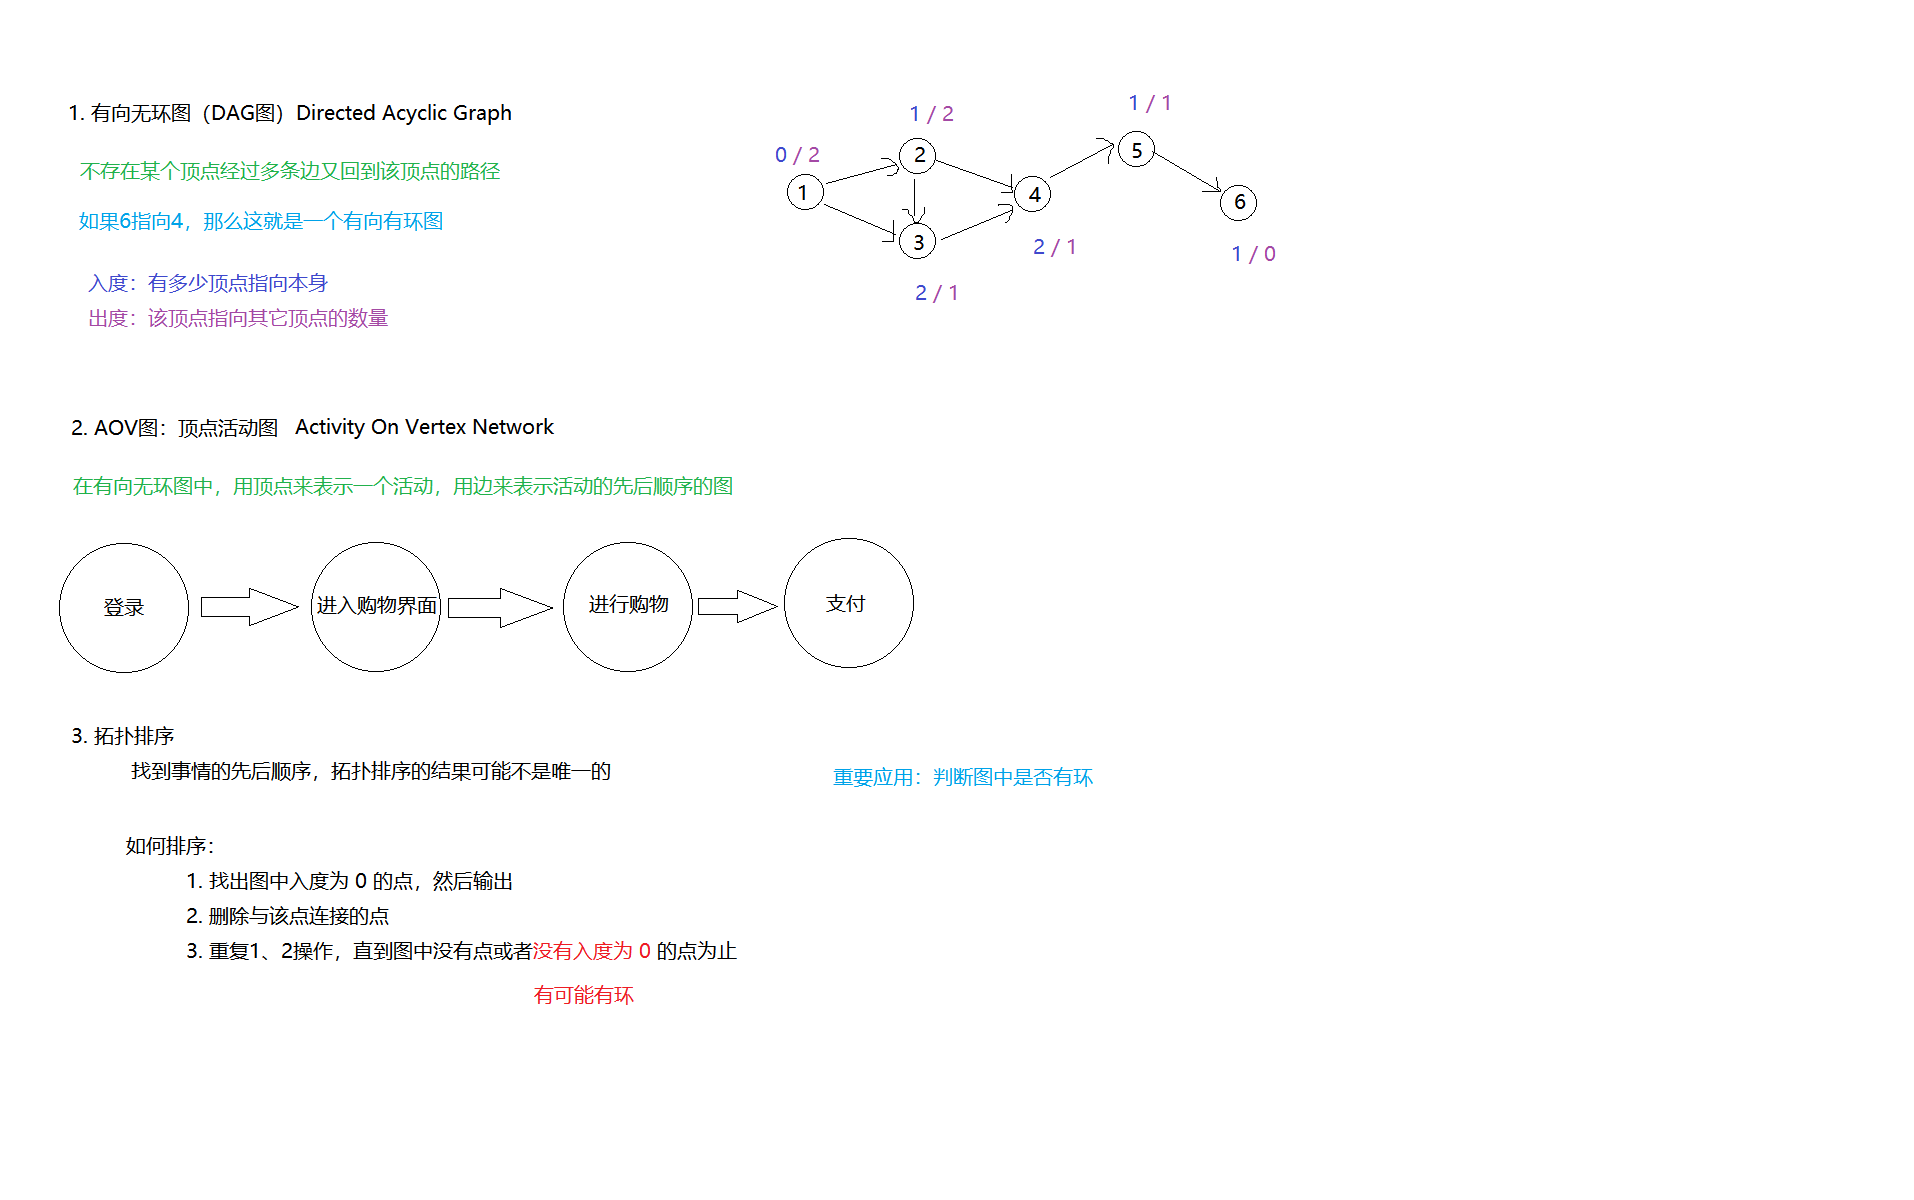 1. 有向无环图（DAG图）Directed Acyclic Graph
不存在某个顶点经过多条边又回到该顶点的路径
如果6指向4，那么这就是一个有向有环图
入度：有多少顶点指向本身
出度：该顶点指向其它顶点的数量
0 / 2
1
1 / 2
2
3
2 / 1
4
2 / 1
1 / 1
5
6
1 / 0
2. AOV图：顶点活动图 Activity On Vertex Network
在有向无环图中，用顶点来表示一个活动，用边来表示活动的先后顺序的图
登录
进入购物界面
进行购物
支付
3. 拓扑排序
找到事情的先后顺序，拓扑排序的结果可能不是唯一的
重要应用：判断图中是否有环
如何排序：
1. 找出图中入度为 0 的点，然后输出
2. 删除与该点连接的点
3. 重复1、2操作，直到图中没有点或者没有入度为 0 的点为止
有可能有环